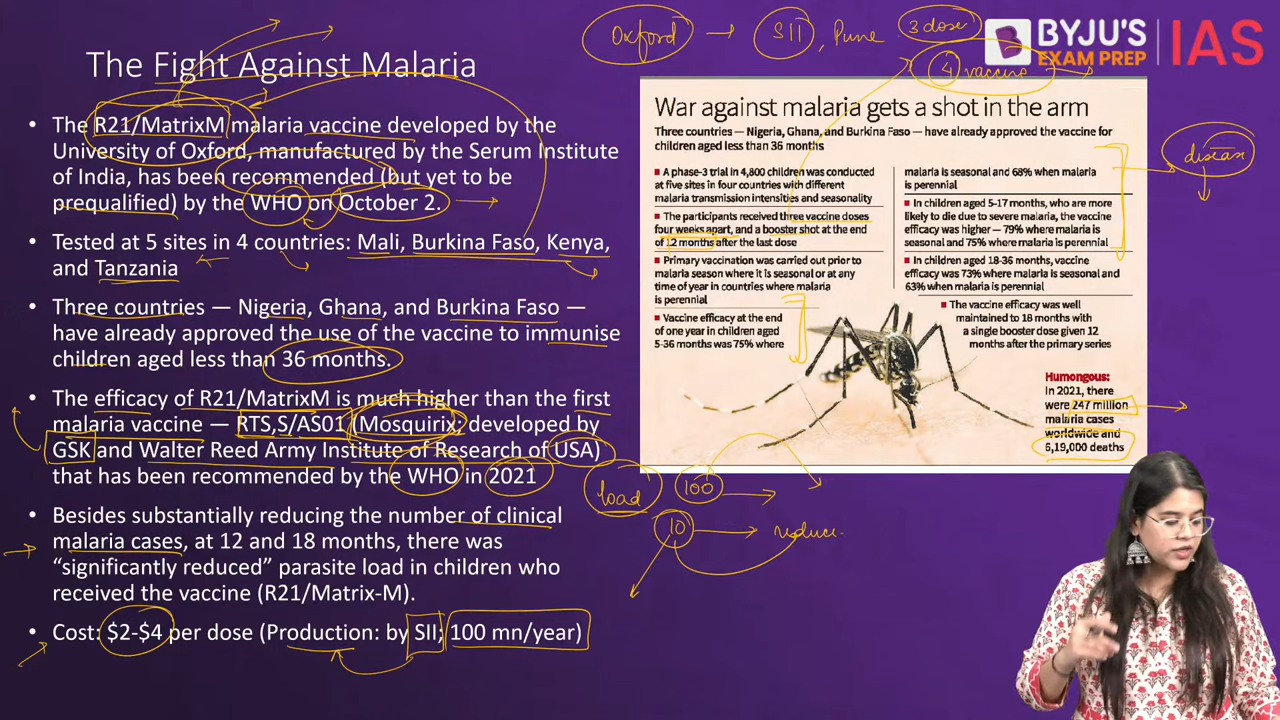 Oxford → SII, Pune 3 dose
4 vaccine
BYJU'S
EXAM PREP
IAS
The Fight Against Malaria
• The R21/MatrixM malaria vaccine developed by the
University of Oxford, manufactured by the Serum Institute
of India, has been recommended (but yet to be
prequalified) by the WHO on October 2.
• Tested at 5 sites in 4 countries: Mali, Burkina Faso, Kenya,
and Tanzania
• Three countries — Nigeria, Ghana, and Burkina Faso —
have already approved the use of the vaccine to immunise
children aged less than 36 months.
• The efficacy of R21/MatrixM is much higher than the first
malaria vaccine — RTS,S/AS01 (Mosquirix; developed by
GSK and Walter Reed Army Institute of Research of USA)
that has been recommended by the WHO in 2021
• Besides substantially reducing the number of clinical
malaria cases, at 12 and 18 months, there was
“significantly reduced” parasite load in children who
received the vaccine (R21/Matrix-M).
• Cost: $2-$4 per dose (Production: by SII; 100 mn/year)
War against malaria gets a shot in the arm
Three countries — Nigeria, Ghana, and Burkina Faso — have already approved the vaccine for
children aged less than 36 months
■ A phase-3 trial in 4,800 children was conducted
at five sites in four countries with different
malaria transmission intensities and seasonality
■ The participants received three vaccine doses
four weeks apart, and a booster shot at the end
of 12 months after the last dose
■ Primary vaccination was carried out prior to
malaria season where it is seasonal or at any
time of year in countries where malaria
is perennial
■ Vaccine efficacy at the end
of one year in children aged
5-36 months was 75% where
malaria is seasonal and 68% when malaria
is perennial
■ In children aged 5-17 months, who are more
likely to die due to severe malaria, the vaccine
efficacy was higher — 79% where malaria is
seasonal and 75% where malaria is perennial
■ In children aged 18-36 months, vaccine
efficacy was 73% where malaria is seasonal and
63% when malaria is perennial
■ The vaccine efficacy was well
maintained to 18 months with
a single booster dose given 12
months after the primary series
Humongous:
In 2021, there
were 247 million
malaria cases
worldwide and
6,19,000 deaths
disease
load 100
10 → reduce